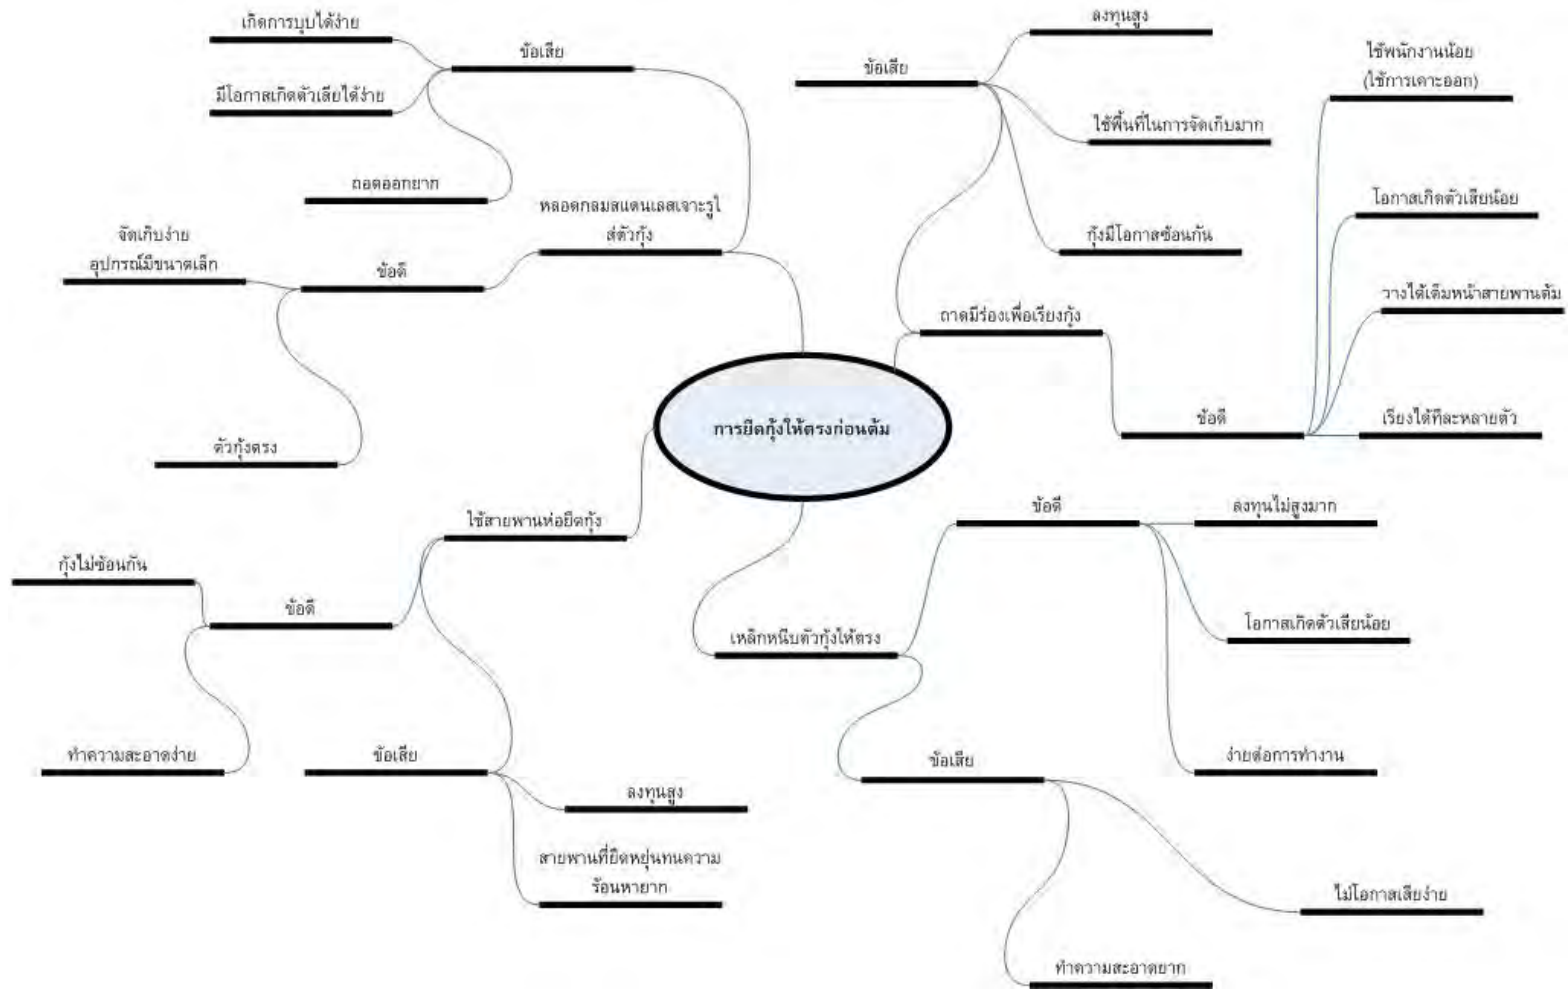 เกิดการบุบได้ง่าย
ข้อเสีย
มีโอกาสเกิดตัวเสียได้ง่าย
ถอดออกยาก
หลอดกลมสแตนเลสเจาะรูใ
ส่ตัวกุ้ง
จัดเก็บง่าย
อุปกรณ์มีขนาดเล็ก
ข้อดี
ตัวกุ้งตรง
ลงทุนสูง
ข้อเสีย
ใช้พื้นที่ในการจัดเก็บมาก
กุ้งมีโอกาสซ้อนกัน
ถาดมีร่องเพื่อเรียงกุ้ง
ใช้พนักงานน้อย
(ใช้การเคาะออก)
โอกาสเกิดตัวเสียน้อย
วางได้เต็มหน้าสายพานต้ม
ข้อดี
เรียงได้ทีละหลายตัว
การยึดกุ้งให้ตรงก่อนต้ม
ใช้สายพานห่อยึดกุ้ง
กุ้งไม่ซ้อนกัน
ข้อดี
ทำความสะอาดง่าย
ข้อเสีย
ลงทุนสูง
สายพานที่ยืดหยุ่นทนความ
ร้อนหายาก
เหล็กหนีบตัวกุ้งให้ตรง
ข้อดี
ลงทุนไม่สูงมาก
โอกาสเกิดตัวเสียน้อย
ง่ายต่อการทำงาน
ข้อเสีย
ไม่โอกาสเสียง่าย
ทำความสะอาดยาก